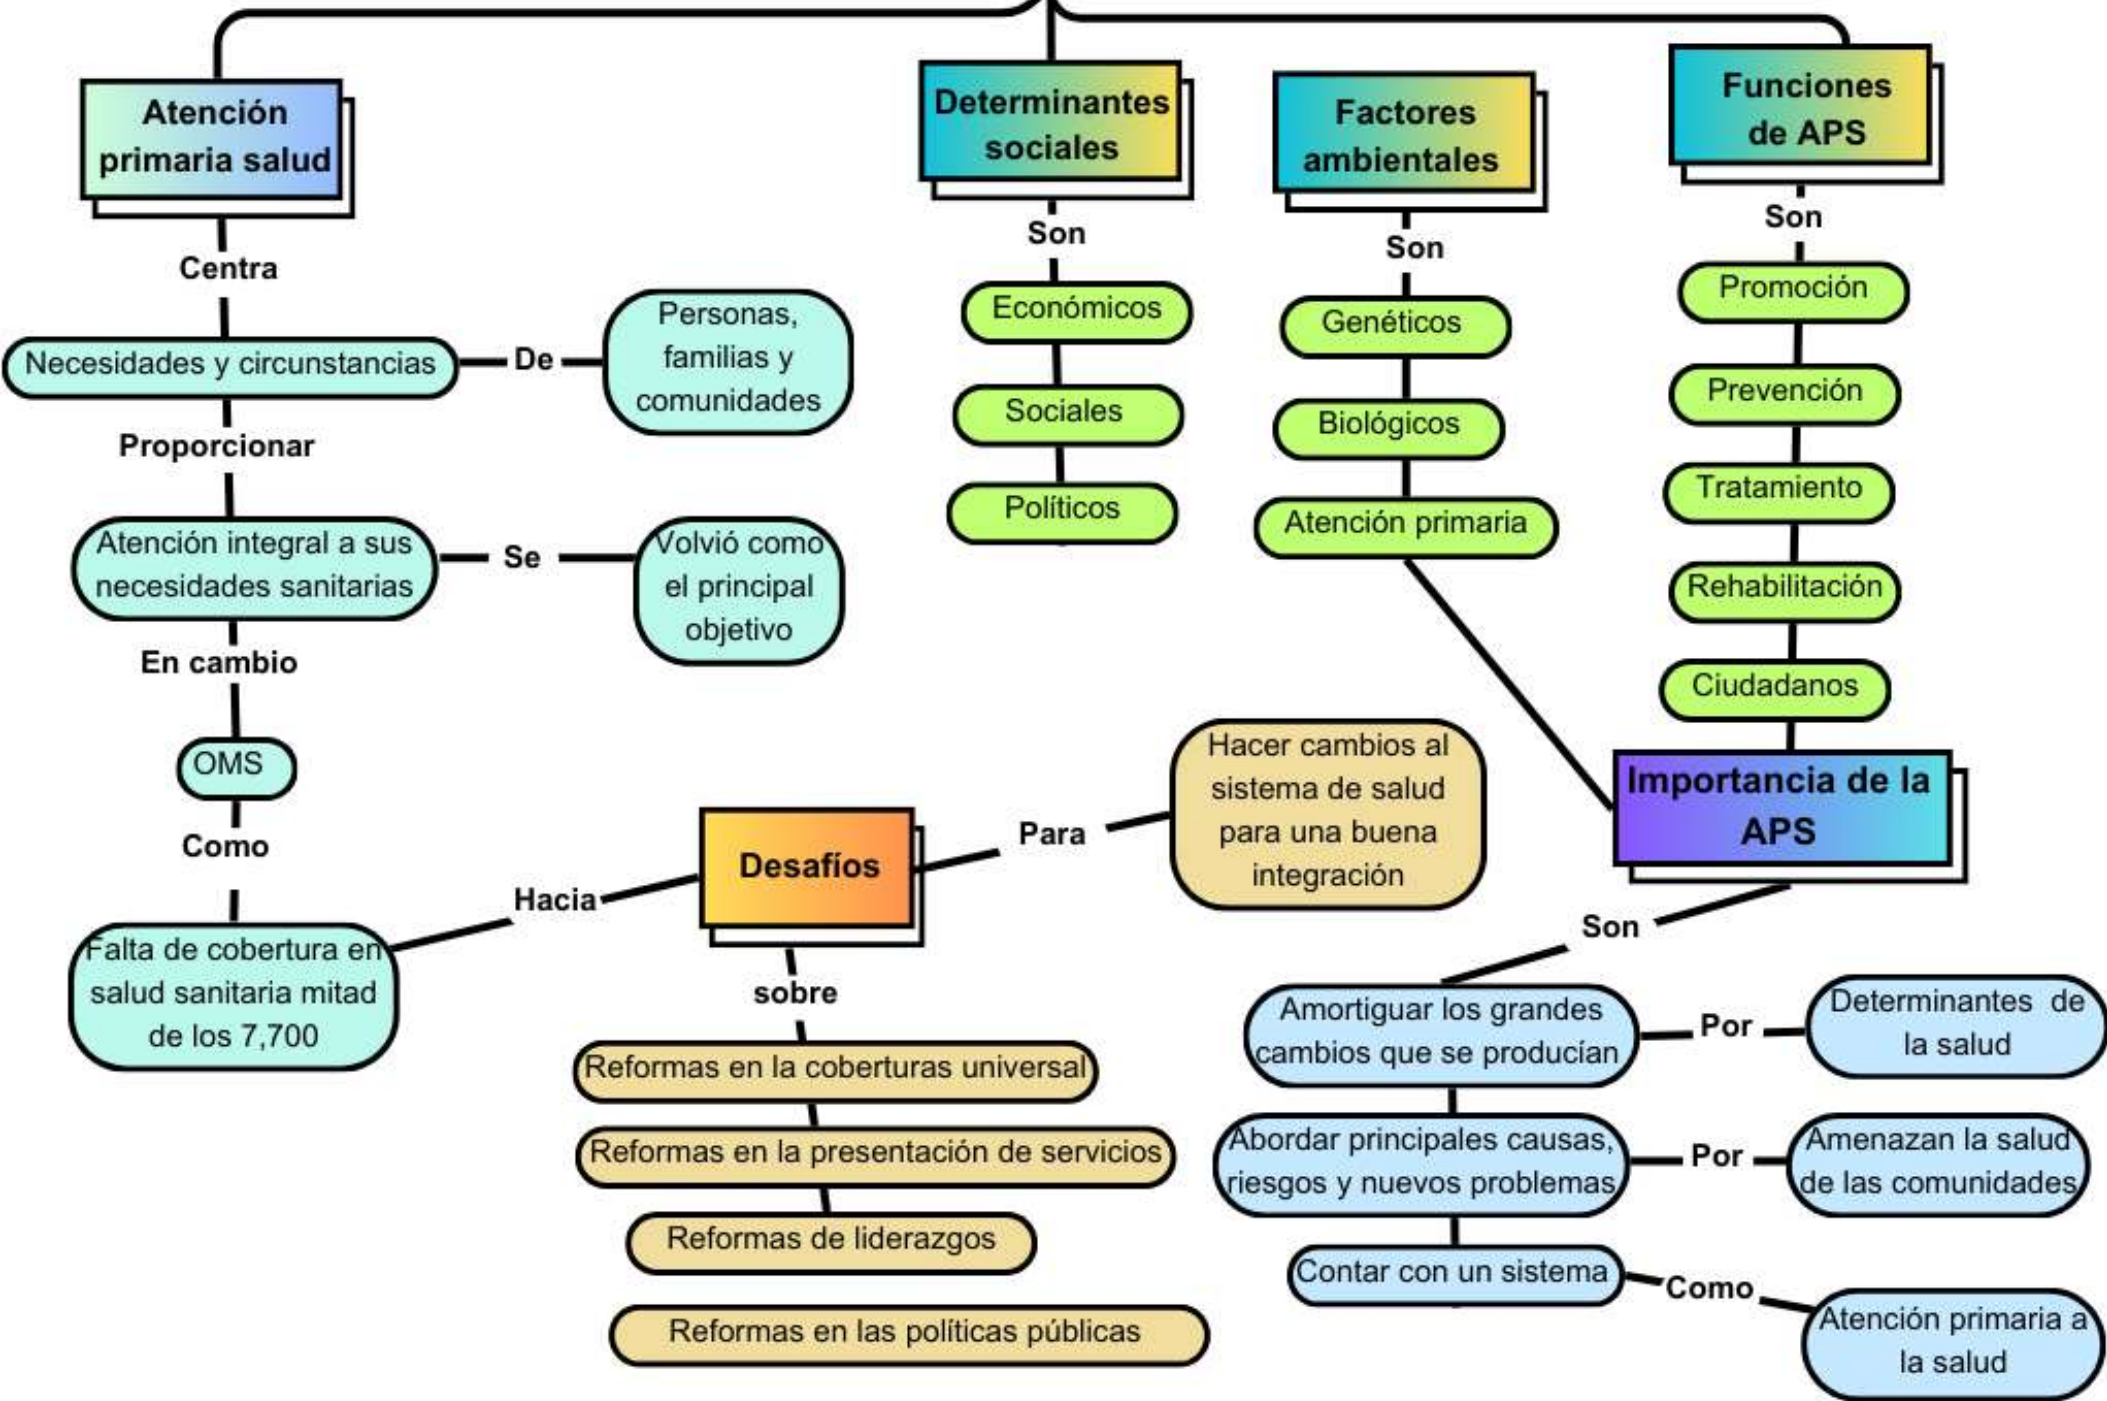 Atención
primaria salud
Centra
Necesidades y circunstancias
De
Personas,
familias y
comunidades
Proporcionar
Atención integral a sus
necesidades sanitarias
Se
Volvió como
el principal
objetivo
En cambio
OMS
Como
Falta de cobertura en
salud sanitaria mitad
de los 7,700
Hacia
Desafíos
Para
Hacer cambios al
sistema de salud
para una buena
integración
sobre
Reformas en la coberturas universal
Reformas en la presentación de servicios
Reformas de liderazgos
Reformas en las políticas públicas
Determinantes
sociales
Son
Económicos
Sociales
Políticos
Factores
ambientales
Son
Genéticos
Biológicos
Atención primaria
Funciones
de APS
Son
Promoción
Prevención
Tratamiento
Rehabilitación
Ciudadanos
Importancia de la
APS
Son
Amortiguar los grandes
cambios que se producían
Por
Determinantes de
la salud
Abordar principales causas,
riesgos y nuevos problemas
Por
Amenazan la salud
de las comunidades
Contar con un sistema
Como
Atención primaria a
la salud